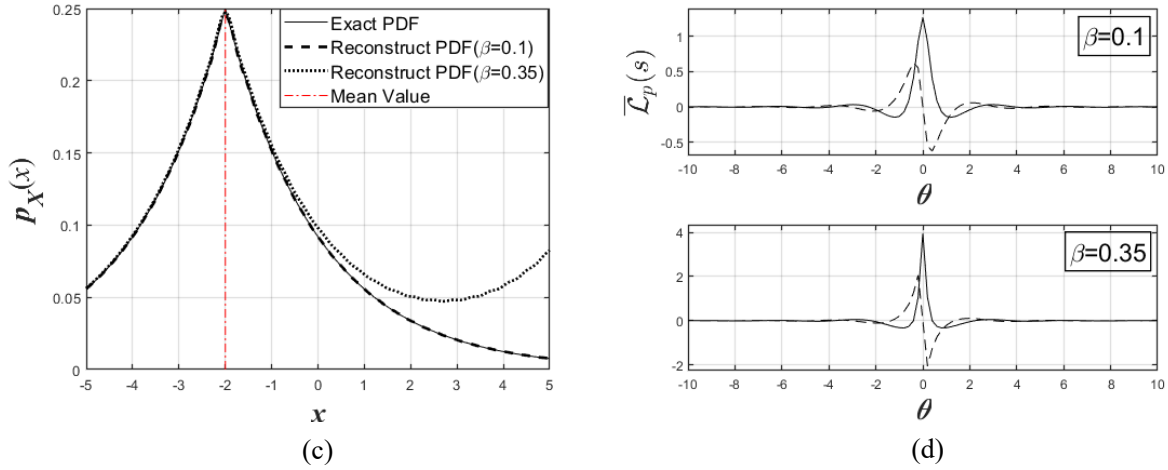 0.25
0.2
0.15
0.1
0.05
0
p_X(x)
Exact PDF
Reconstruct PDF(β=0.1)
Reconstruct PDF(β=0.35)
Mean Value
-5 -4 -3 -2 -1 0 1 2 3 4 5
x
(c)
1
0.5
0
-0.5
β=0.1
-10 -8 -6 -4 -2 0 2 4 6 8 10
θ
𝓛̅_p(s)
4
2
0
-2
β=0.35
-10 -8 -6 -4 -2 0 2 4 6 8 10
θ
(d)